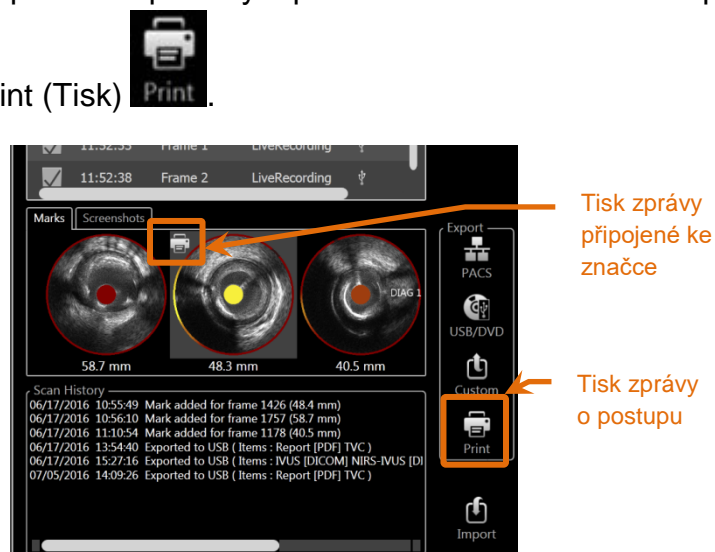 int (Tisk) Print.
11:52:38 Frame 2 LiveRecording
Marks Screenshots
58.7 mm 48.3 mm 40.5 mm
DIAG 1
Scan History
06/17/2016 10:55:49 Mark added for frame 1426 (48.4 mm)
06/17/2016 10:56:10 Mark added for frame 1757 (58.7 mm)
06/17/2016 11:10:54 Mark added for frame 1178 (40.5 mm)
06/17/2016 13:54:40 Exported to USB ( Items : Report [PDF] TVC )
06/17/2016 15:27:16 Exported to USB ( Items : IVUS [DICOM] NIRS-IVUS [DI
07/05/2016 14:09:26 Exported to USB ( Items : Report [PDF] TVC )
Export
PACS
USB/DVD
Custom
Print
Import
Tisk zprávy
připojené ke
značce
Tisk zprávy
o postupu